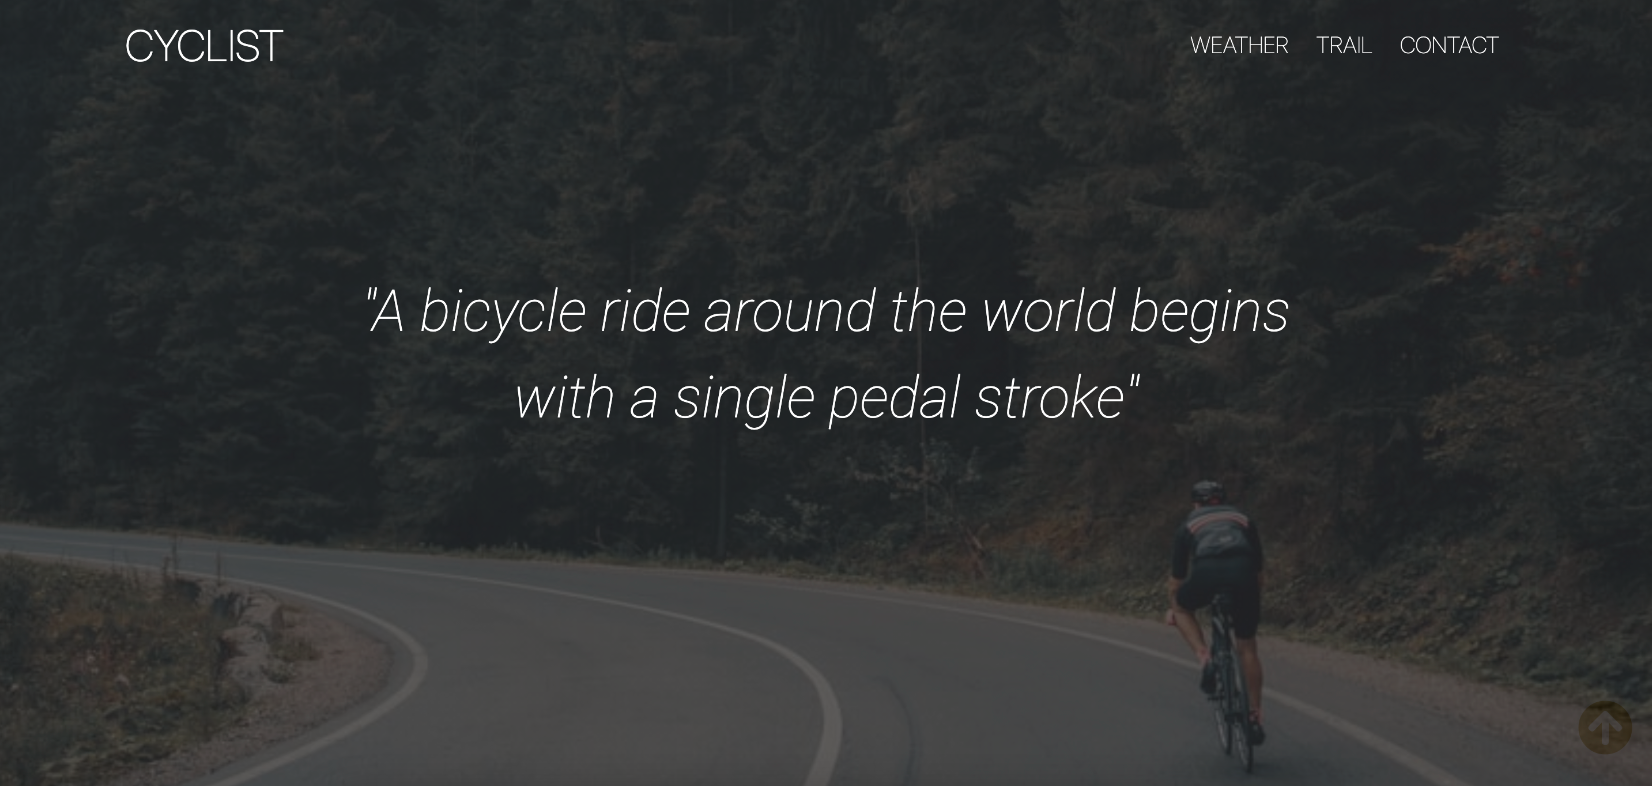 CYCLIST
WEATHER TRAIL CONTACT
"A bicycle ride around the world begins
with a single pedal stroke"